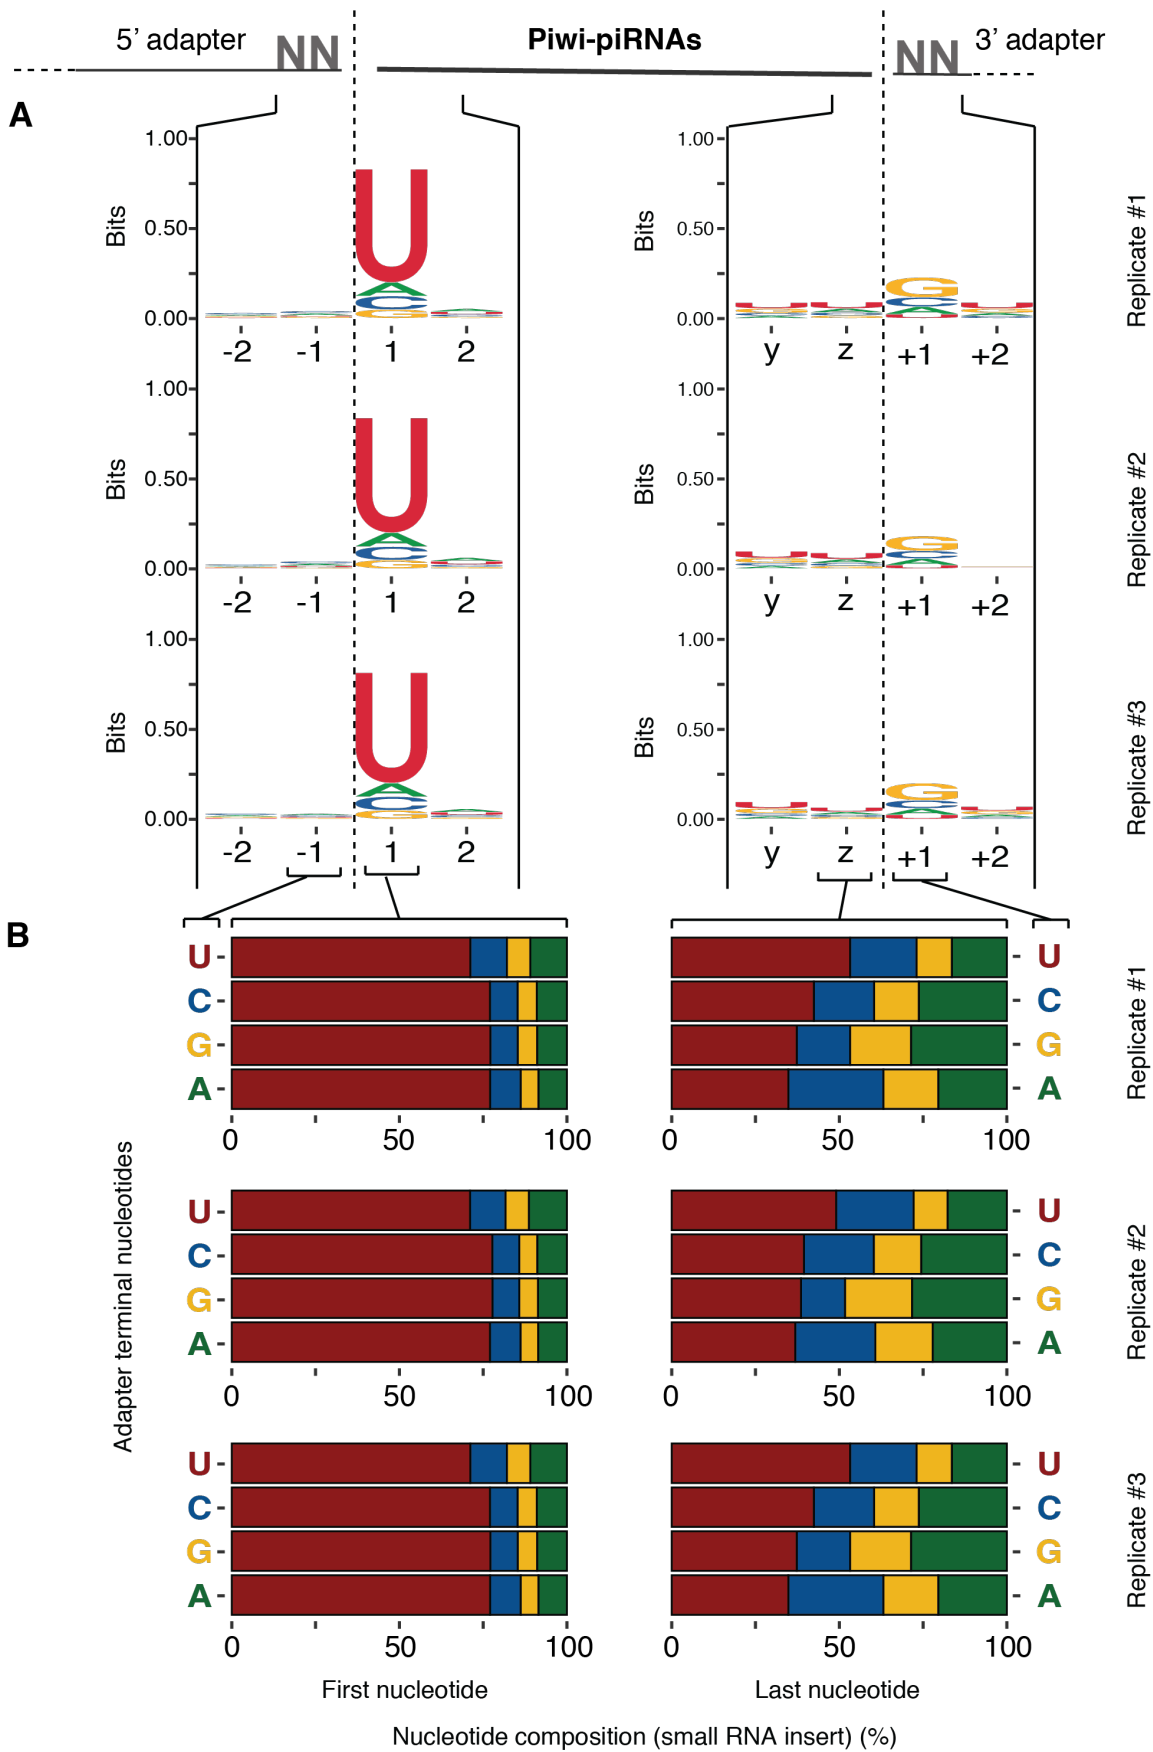 5’ adapter NN Piwi-piRNAs NN 3’ adapter
A
1.00 1.00
Bits 0.50 Bits 0.50 Replicate #1
U A C G G C A U
0.00 0.00
-2 -1 1 2 y z +1 +2
1.00 1.00
Bits 0.50 Bits 0.50 Replicate #2
U A C G G C A
0.00 0.00
-2 -1 1 2 y z +1 +2
1.00 1.00
Bits 0.50 Bits 0.50 Replicate #3
U A C G G C A
0.00 0.00
-2 -1 1 2 y z +1 +2
B
U U
C C
G G
A A
Replicate #1
0 50 100 0 50 100
Adapter terminal nucleotides
U U
C C
G G
A A
Replicate #2
0 50 100 0 50 100
U U
C C
G G
A A
Replicate #3
0 50 100 0 50 100
First nucleotide Last nucleotide
Nucleotide composition (small RNA insert) (%)